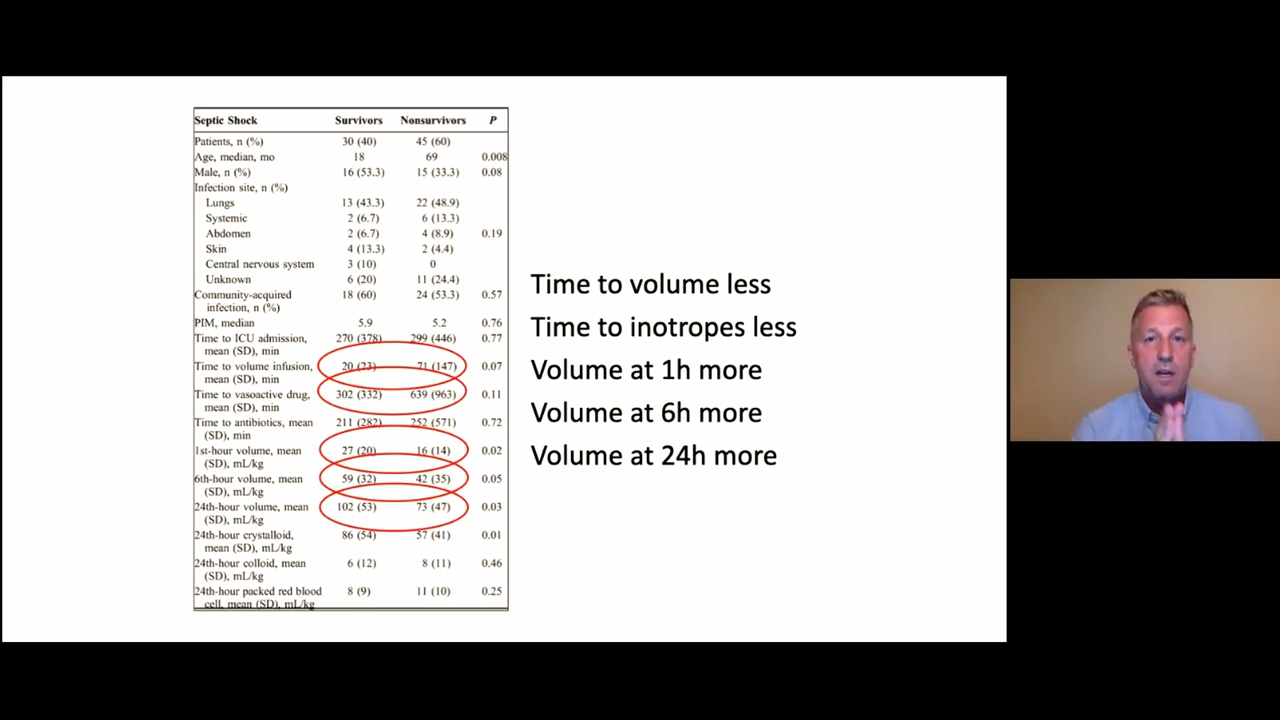 Septic Shock Survivors Nonsurvivors P
Patients, n (%) 30 (40) 45 (60)
Age, median, mo 18 69 0.008
Male, n (%) 16 (53.3) 15 (33.3) 0.08
Infection site, n (%)
Lungs 13 (43.3) 22 (48.9)
Systemic 2 (6.7) 6 (13.3)
Abdomen 2 (6.7) 4 (8.9) 0.19
Skin 4 (13.3) 2 (4.4)
Central nervous system 3 (10) 0
Unknown 6 (20) 11 (24.4)
Community-acquired 18 (60) 24 (53.3) 0.57
infection, n (%)
PIM, median 5.9 5.2 0.76
Time to ICU admission, 270 (378) 299 (446) 0.77
mean (SD), min
Time to volume infusion, 20 (23) 71 (147) 0.07
mean (SD), min
Time to vasoactive drug, 302 (332) 639 (963) 0.11
mean (SD), min
Time to antibiotics, mean 211 (282) 252 (571) 0.72
(SD), min
1st-hour volume, mean 27 (20) 16 (14) 0.02
(SD), mL/kg
6th-hour volume, mean 59 (32) 42 (35) 0.05
(SD), mL/kg
24th-hour volume, mean 102 (53) 73 (47) 0.03
(SD), mL/kg
24th-hour crystalloid, 86 (54) 57 (41) 0.01
mean (SD), mL/kg
24th-hour colloid, mean 6 (12) 8 (11) 0.46
(SD), mL/kg
24th-hour packed red blood 8 (9) 11 (10) 0.25
cell, mean (SD), mL/kg
Time to volume less
Time to inotropes less
Volume at 1h more
Volume at 6h more
Volume at 24h more